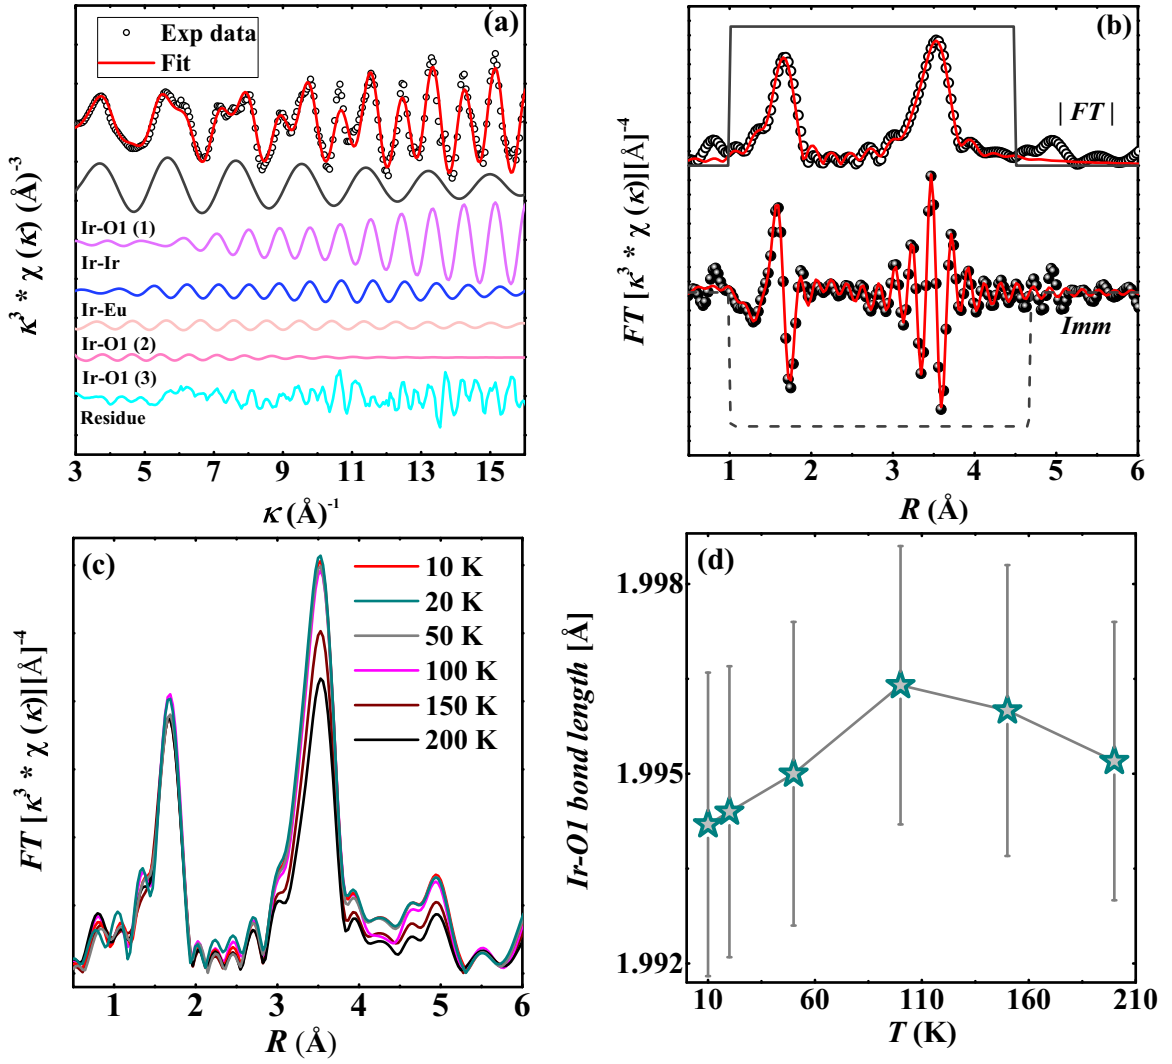 (a)
Exp data
Fit
κ³ * χ (κ) (Å)⁻³
Ir-O1 (1)
Ir-Ir
Ir-Eu
Ir-O1 (2)
Ir-O1 (3)
Residue
3 5 7 9 11 13 15
κ (Å)⁻¹
(b)
| FT |
FT [κ³ * χ (κ)|[Å]⁻⁴
Imm
1 2 3 4 5 6
R (Å)
(c)
10 K
20 K
50 K
100 K
150 K
200 K
FT [κ³ * χ (κ)|[Å]⁻⁴
1 2 3 4 5 6
R (Å)
(d)
Ir-O1 bond length [Å]
1.998
1.995
1.992
10 60 110 160 210
T (K)